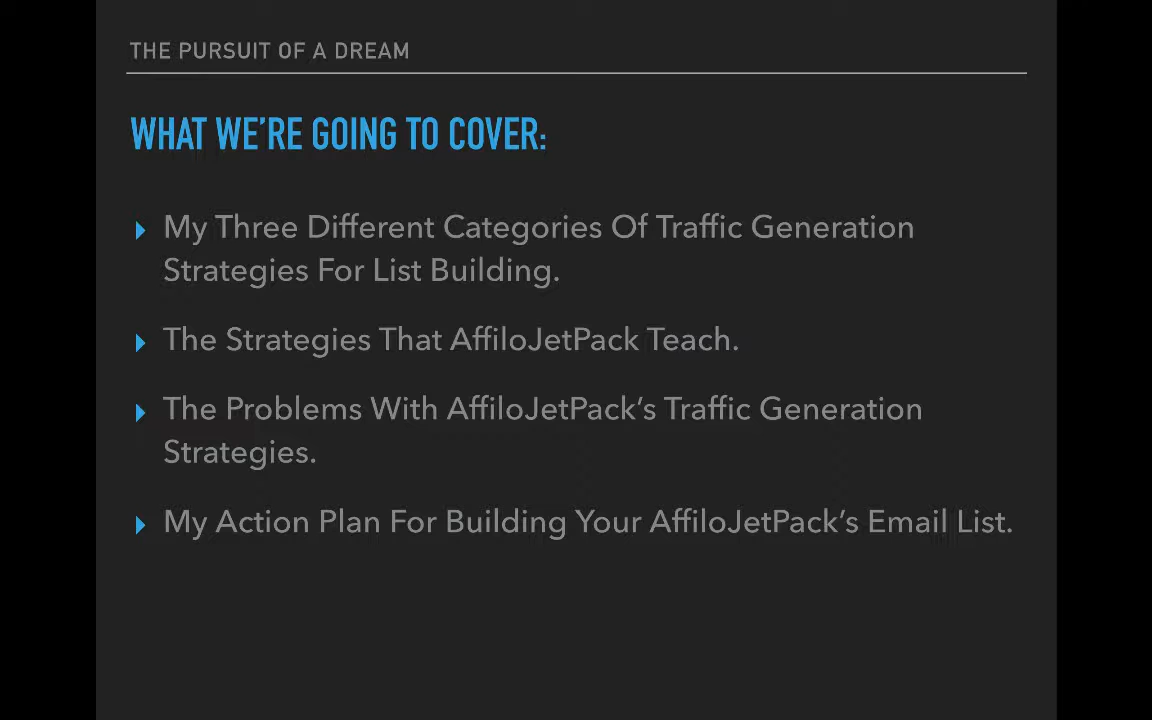 THE PURSUIT OF A DREAM
WHAT WE’RE GOING TO COVER:
My Three Different Categories Of Traffic Generation
Strategies For List Building.
The Strategies That AffiloJetPack Teach.
The Problems With AffiloJetPack’s Traffic Generation
Strategies.
My Action Plan For Building Your AffiloJetPack’s Email List.